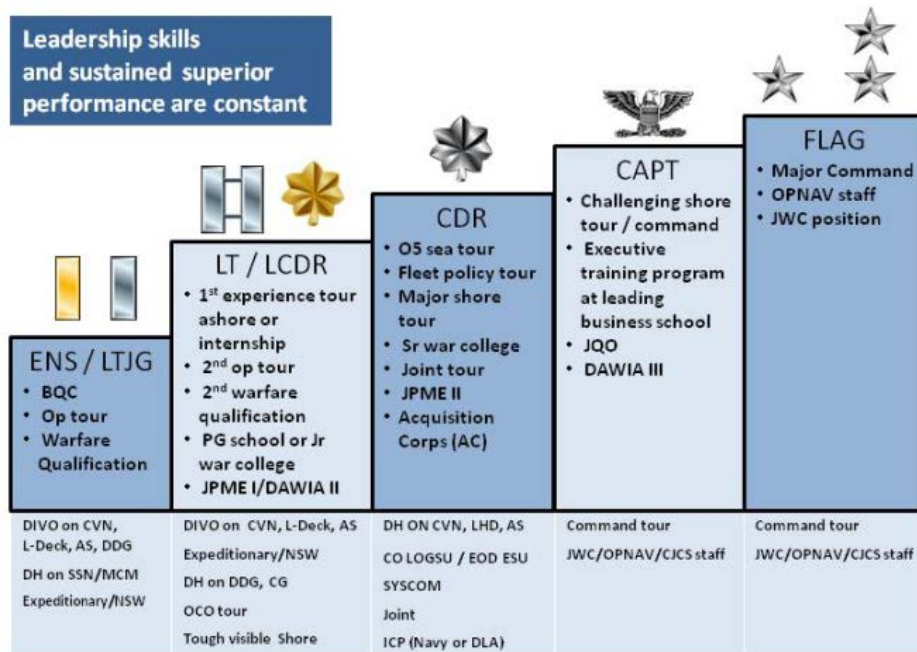 Leadership skills
and sustained superior
performance are constant
ENS / LTJG
• BQC
• Op tour
• Warfare
Qualification
LT / LCDR
• 1st experience tour
ashore or
internship
• 2nd op tour
• 2nd warfare
qualification
• PG school or Jr
war college
• JPME I/DAWIA II
CDR
• O5 sea tour
• Fleet policy tour
• Major shore
tour
• Sr war college
• Joint tour
• JPME II
• Acquisition
Corps (AC)
CAPT
• Challenging shore
tour / command
• Executive
training program
at leading
business school
• JQO
• DAWIA III
FLAG
• Major Command
• OPNAV staff
• JWC position
DIVO on CVN,
L-Deck, AS, DDG
DH on SSN/MCM
Expeditionary/NSW
DIVO on CVN, L-Deck, AS
Expeditionary/NSW
DH on DDG, CG
OCO tour
Tough visible Shore
DH ON CVN, LHD, AS
CO LOGSU / EOD ESU
SYSCOM
Joint
ICP (Navy or DLA)
Command tour
JWC/OPNAV/CJCS staff
Command tour
JWC/OPNAV/CJCS staff